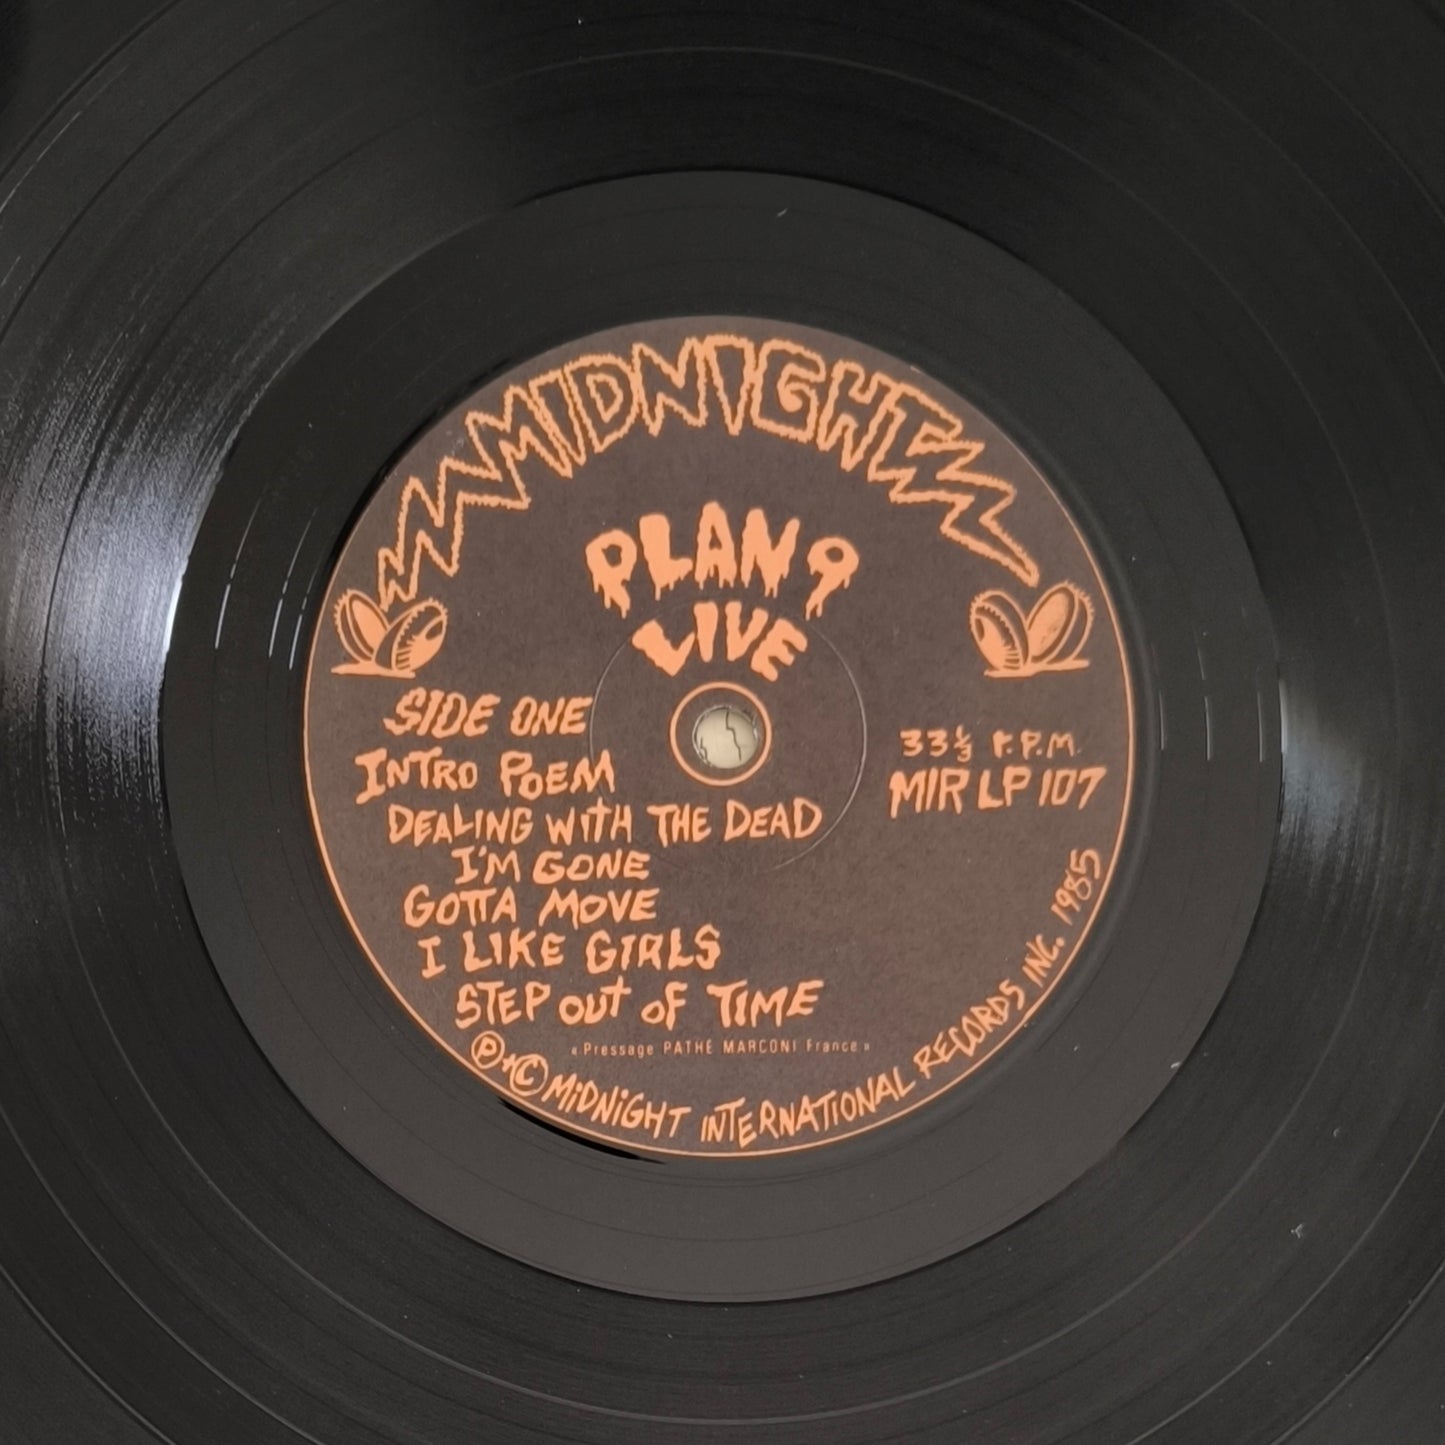 MIDNIGHT
PLAN 9
LIVE
SIDE ONE
INTRO POEM
DEALING WITH THE DEAD
I'M GONE
GOTTA MOVE
I LIKE GIRLS
STEP OUT OF TIME
33⅓ r.P.M.
MIR LP 107
« Pressage PATHE MARCONI France »
℗+© MiDNiGHT INTERNATIONAL RECORDS INC. 1985